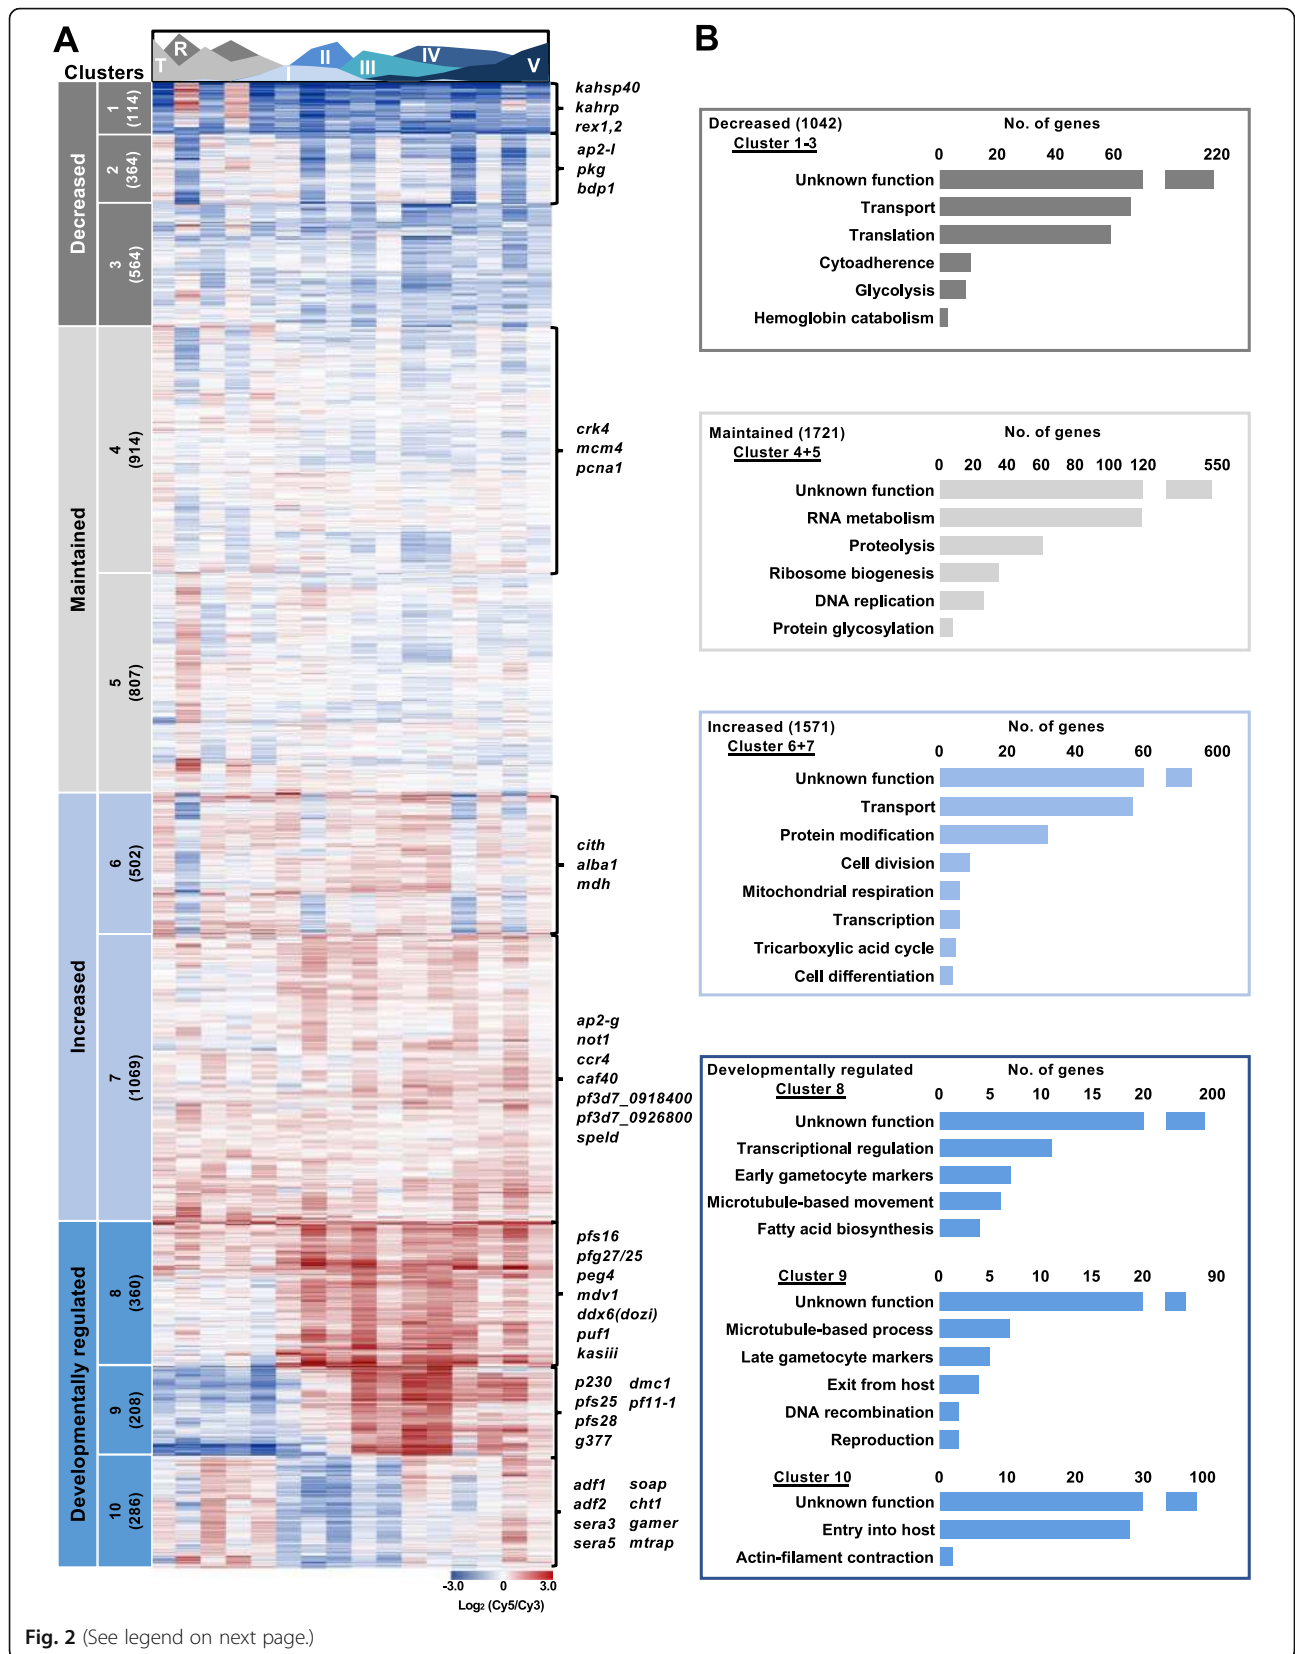 A
Clusters
T
R
I
II
III
IV
V
Decreased
1
(114)
2
(364)
3
(564)
kahsp40
kahrp
rex1,2
ap2-l
pkg
bdp1
Maintained
4
(914)
5
(807)
crk4
mcm4
pcna1
Increased
6
(502)
7
(1069)
cith
alba1
mdh
ap2-g
not1
ccr4
caf40
pf3d7_0918400
pf3d7_0926800
speld
Developmentally regulated
8
(360)
9
(208)
10
(286)
pfs16
pfg27/25
peg4
mdv1
ddx6(dozi)
puf1
kasiii
p230 dmc1
pfs25 pf11-1
pfs28
g377
adf1 soap
adf2 cht1
sera3 gamer
sera5 mtrap
-3.0 0 3.0
Log2 (Cy5/Cy3)
B
Decreased (1042) No. of genes
Cluster 1-3
0 20 40 60 220
Unknown function
Transport
Translation
Cytoadherence
Glycolysis
Hemoglobin catabolism
Maintained (1721) No. of genes
Cluster 4+5
0 20 40 60 80 100 120 550
Unknown function
RNA metabolism
Proteolysis
Ribosome biogenesis
DNA replication
Protein glycosylation
Increased (1571) No. of genes
Cluster 6+7
0 20 40 60 600
Unknown function
Transport
Protein modification
Cell division
Mitochondrial respiration
Transcription
Tricarboxylic acid cycle
Cell differentiation
Developmentally regulated No. of genes
Cluster 8
0 5 10 15 20 200
Unknown function
Transcriptional regulation
Early gametocyte markers
Microtubule-based movement
Fatty acid biosynthesis
Cluster 9
0 5 10 15 20 90
Unknown function
Microtubule-based process
Late gametocyte markers
Exit from host
DNA recombination
Reproduction
Cluster 10
0 10 20 30 100
Unknown function
Entry into host
Actin-filament contraction
Fig. 2 (See legend on next page.)